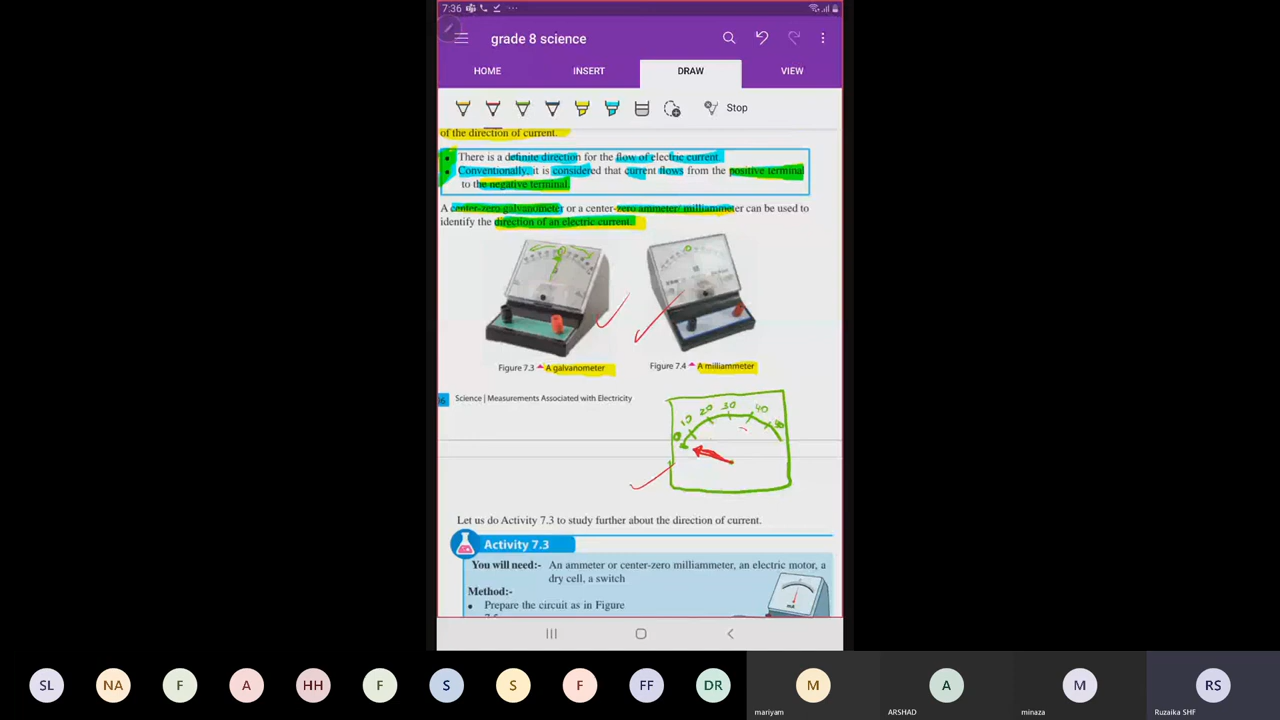 7:36
grade 8 science
HOME INSERT DRAW VIEW
Stop
of the direction of current.
• There is a definite direction for the flow of electric current.
• Conventionally, it is considered that current flows from the positive terminal
to the negative terminal.
A center-zero galvanometer or a center-zero ammeter/ milliammeter can be used to
identify the direction of an electric current.
0
0
Figure 7.3 A galvanometer
Figure 7.4 A milliammeter
Science | Measurements Associated with Electricity
0 10 20 30 40
Let us do Activity 7.3 to study further about the direction of current.
Activity 7.3
You will need:- An ammeter or center-zero milliammeter, an electric motor, a
dry cell, a switch
Method:-
• Prepare the circuit as in Figure
SL NA F A HH F S S F FF DR M A M RS
mariyam ARSHAD minaza Ruzaika SHF